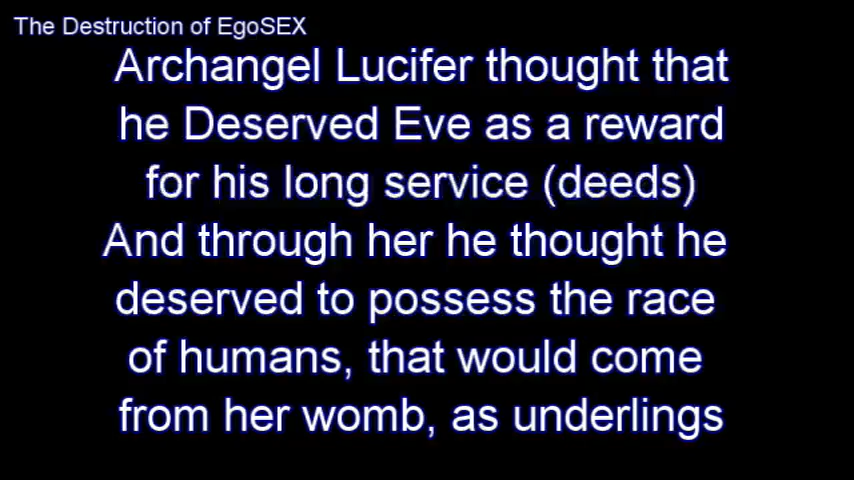 The Destruction of EgoSEX
Archangel Lucifer thought that
he Deserved Eve as a reward
for his long service (deeds)
And through her he thought he
deserved to possess the race
of humans, that would come
from her womb, as underlings